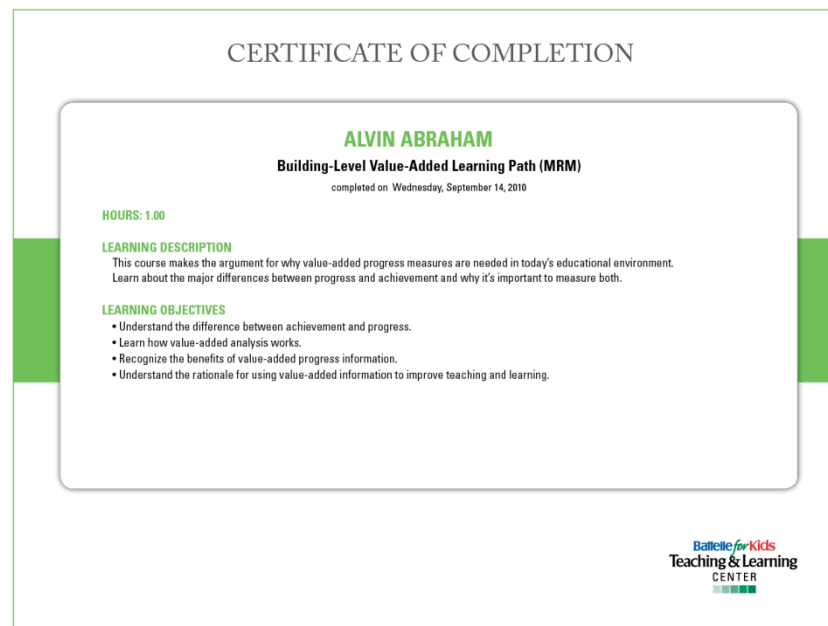 CERTIFICATE OF COMPLETION
ALVIN ABRAHAM
Building-Level Value-Added Learning Path (MRM)
completed on Wednesday, September 14, 2010
HOURS: 1.00
LEARNING DESCRIPTION
This course makes the argument for why value-added progress measures are needed in today's educational environment.
Learn about the major differences between progress and achievement and why it's important to measure both.
LEARNING OBJECTIVES
• Understand the difference between achievement and progress.
• Learn how value-added analysis works.
• Recognize the benefits of value-added progress information.
• Understand the rationale for using value-added information to improve teaching and learning.
Battelle for Kids
Teaching & Learning
CENTER